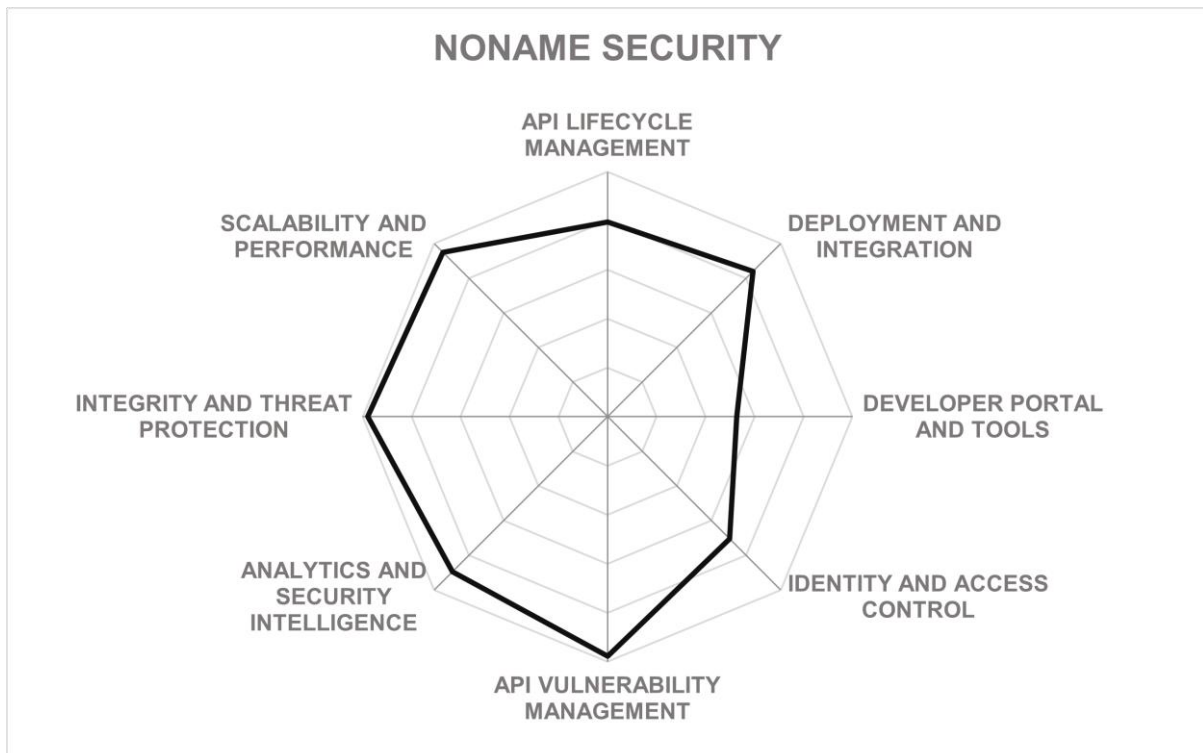 NONAME SECURITY
API LIFECYCLE
MANAGEMENT
SCALABILITY AND
PERFORMANCE
DEPLOYMENT AND
INTEGRATION
INTEGRITY AND THREAT
PROTECTION
DEVELOPER PORTAL
AND TOOLS
ANALYTICS AND
SECURITY
INTELLIGENCE
IDENTITY AND ACCESS
CONTROL
API VULNERABILITY
MANAGEMENT